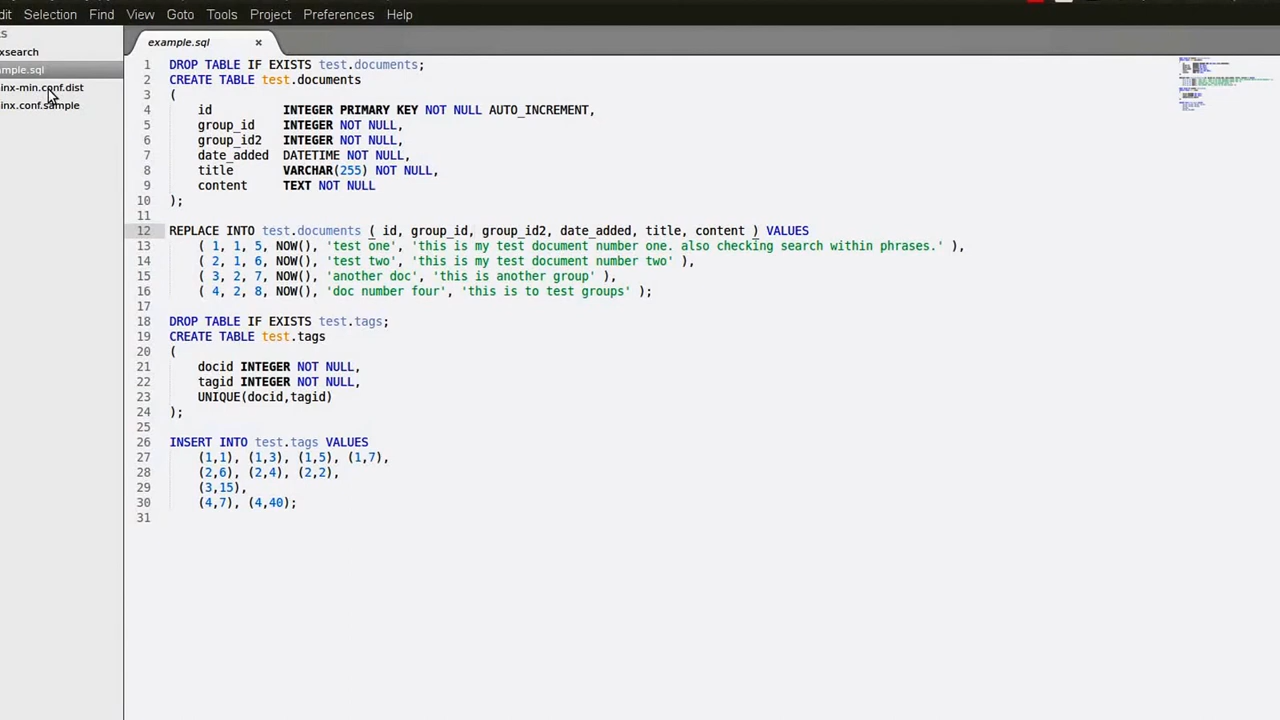 dit Selection Find View Goto Tools Project Preferences Help
S
xsearch
mple.sql
inx-min.conf.dist
inx.conf.sample
example.sql ×
1 DROP TABLE IF EXISTS test.documents;
2 CREATE TABLE test.documents
3 (
4 id INTEGER PRIMARY KEY NOT NULL AUTO_INCREMENT,
5 group_id INTEGER NOT NULL,
6 group_id2 INTEGER NOT NULL,
7 date_added DATETIME NOT NULL,
8 title VARCHAR(255) NOT NULL,
9 content TEXT NOT NULL
10 );
11
12 REPLACE INTO test.documents ( id, group_id, group_id2, date_added, title, content ) VALUES
13 ( 1, 1, 5, NOW(), 'test one', 'this is my test document number one. also checking search within phrases.' ),
14 ( 2, 1, 6, NOW(), 'test two', 'this is my test document number two' ),
15 ( 3, 2, 7, NOW(), 'another doc', 'this is another group' ),
16 ( 4, 2, 8, NOW(), 'doc number four', 'this is to test groups' );
17
18 DROP TABLE IF EXISTS test.tags;
19 CREATE TABLE test.tags
20 (
21 docid INTEGER NOT NULL,
22 tagid INTEGER NOT NULL,
23 UNIQUE(docid,tagid)
24 );
25
26 INSERT INTO test.tags VALUES
27 (1,1), (1,3), (1,5), (1,7),
28 (2,6), (2,4), (2,2),
29 (3,15),
30 (4,7), (4,40);
31